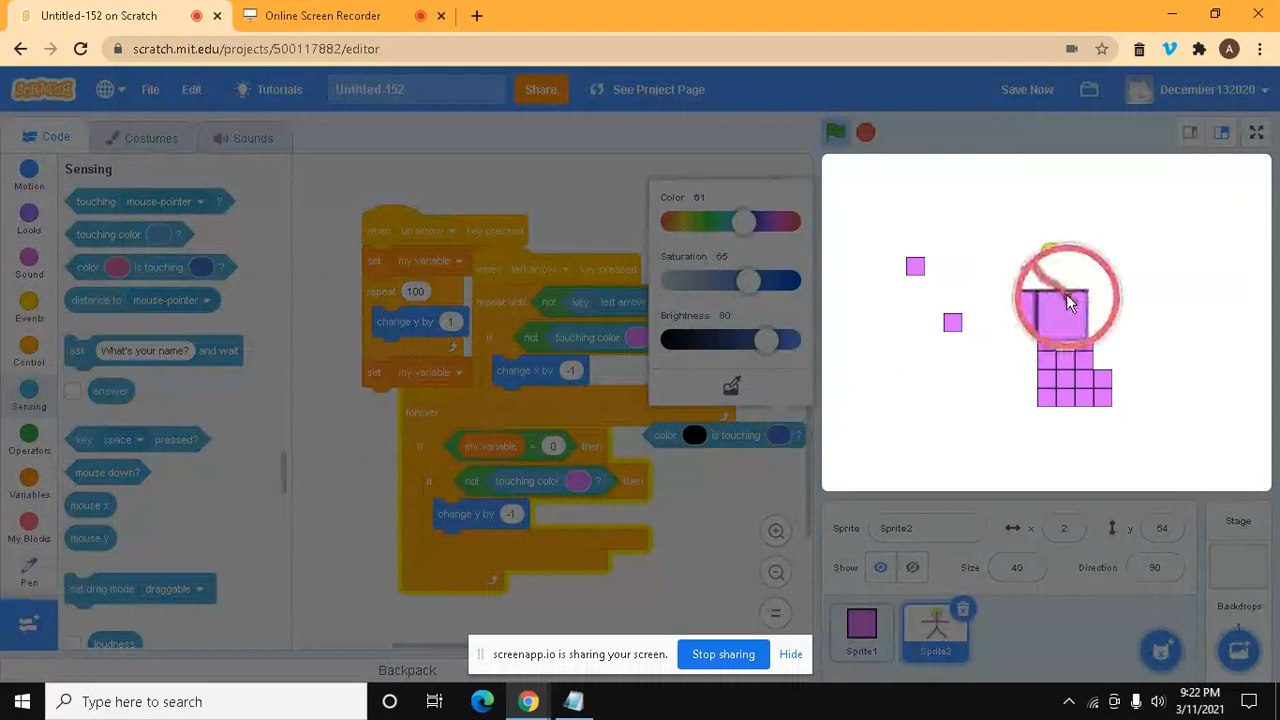 Untitled-152 on Scratch
Online Screen Recorder
scratch.mit.edu/projects/500117882/editor
A
SCRATCH
File
Edit
Tutorials
Untitled-152
Share
See Project Page
Save Now
December132020
Code
Costumes
Sounds
Motion
Looks
Sound
Events
Control
Sensing
Operators
Variables
My Blocks
Pen
Sensing
touching mouse-pointer ?
touching color ?
color is touching ?
distance to mouse-pointer
ask What's your name? and wait
answer
key space pressed?
mouse down?
mouse x
mouse y
set drag mode draggable
loudness
when up arrow key pressed
set my variable
repeat 100
change y by 1
set my variable
when left arrow key pressed
repeat until not key left arrow
if not touching color
change x by -1
forever
if my variable = 0 then
if not touching color ? then
change y by -1
Color 61
Saturation 65
Brightness 80
color is touching ?
Sprite Sprite2 x 2 y 54
Show Size 40 Direction 90
Sprite1
Sprite2
Stage
Backdrops
1
Backpack
screenapp.io is sharing your screen.
Stop sharing
Hide
Type here to search
9:22 PM
3/11/2021